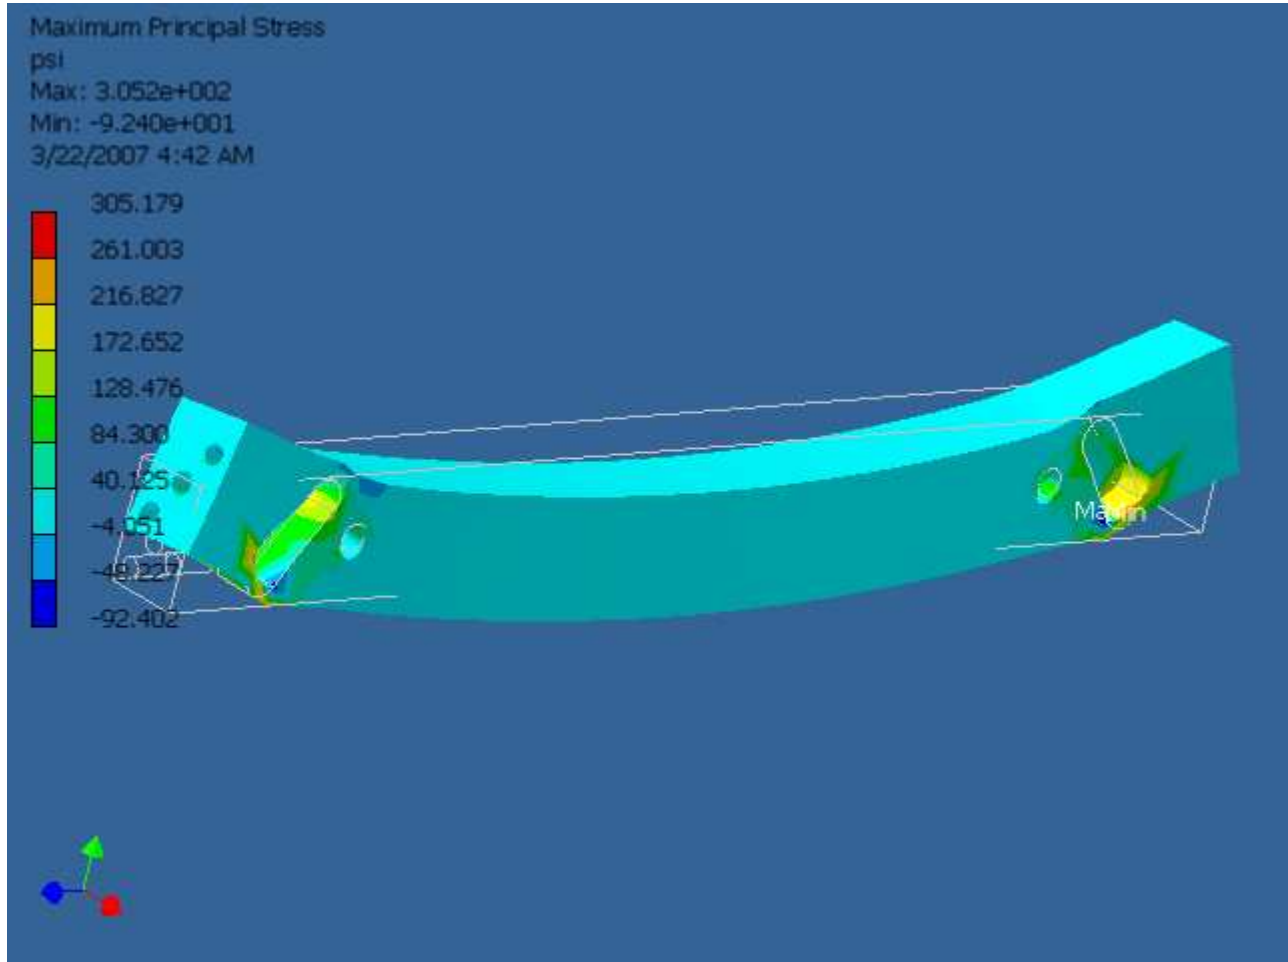 Maximum Principal Stress
psi
Max: 3.052e+002
Min: -9.240e+001
3/22/2007 4:42 AM
305.179
261.003
216.827
172.652
128.476
84.300
40.125
-4.051
-48.227
-92.402